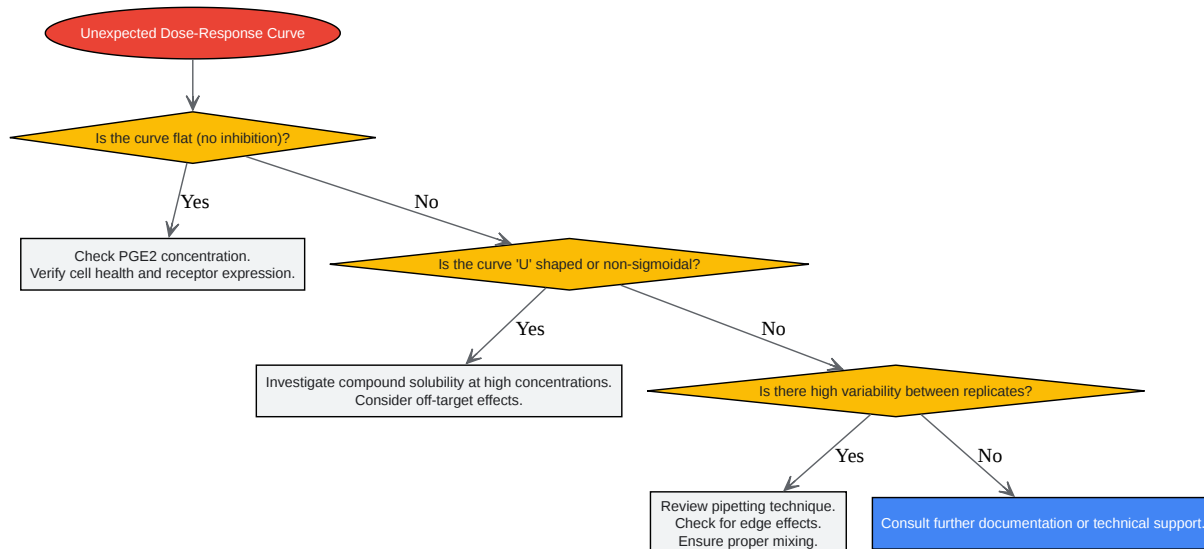 Unexpected Dose-Response Curve
Is the curve flat (no inhibition)?
Yes
No
Check PGE2 concentration.
Verify cell health and receptor expression.
Is the curve 'U' shaped or non-sigmoidal?
Yes
No
Investigate compound solubility at high concentrations.
Consider off-target effects.
Is there high variability between replicates?
Yes
No
Review pipetting technique.
Check for edge effects.
Ensure proper mixing.
Consult further documentation or technical support.